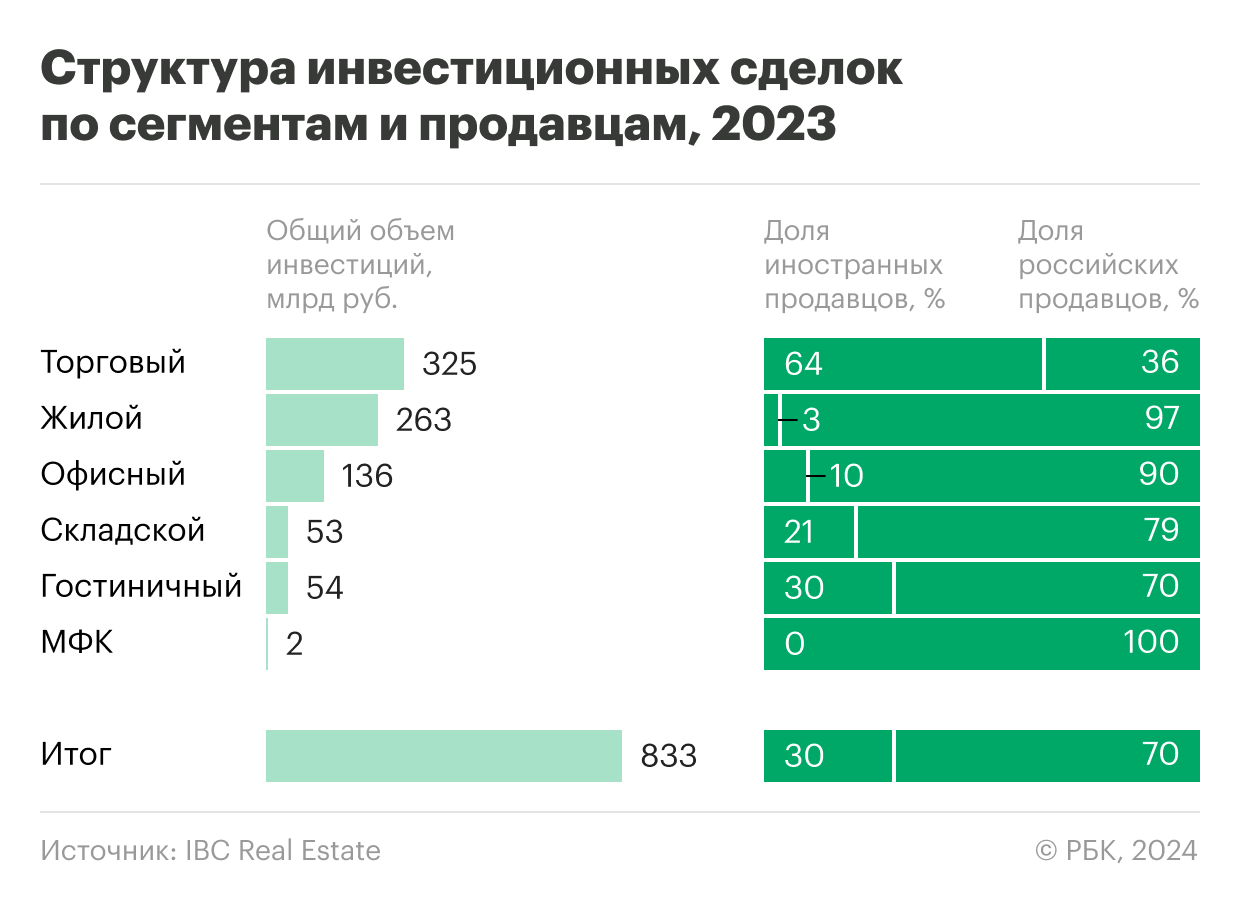 Структура инвестиционных сделок
по сегментам и продавцам, 2023
Общий объем
инвестиций,
млрд руб.
Доля
иностранных
продавцов, %
Доля
российских
продавцов, %
Торговый 325 64 36
Жилой 263 3 97
Офисный 136 10 90
Складской 53 21 79
Гостиничный 54 30 70
МФК 2 0 100
Итог 833 30 70
Источник: IBC Real Estate
© РБК, 2024